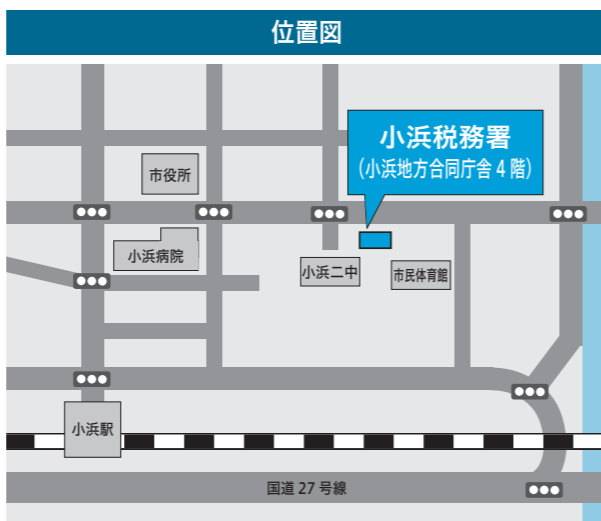 位置図
小浜税務署
(小浜地方合同庁舎4階)
市役所
小浜病院
小浜二中
市民体育館
小浜駅
国道27号線